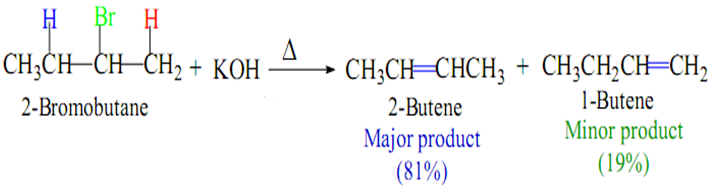 H Br H
CH₃CH—CH—CH₂ + KOH Δ CH₃CH=CHCH₃ + CH₃CH₂CH=CH₂
2-Bromobutane 2-Butene 1-Butene
Major product Minor product
(81%) (19%)